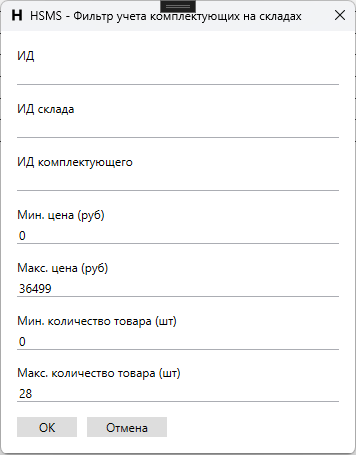 H HSMS - Фильтр учета комплектующих на складах
ИД
ИД склада
ИД комплектующего
Мин. цена (руб)
0
Макс. цена (руб)
36499
Мин. количество товара (шт)
0
Макс. количество товара (шт)
28
OK Отмена